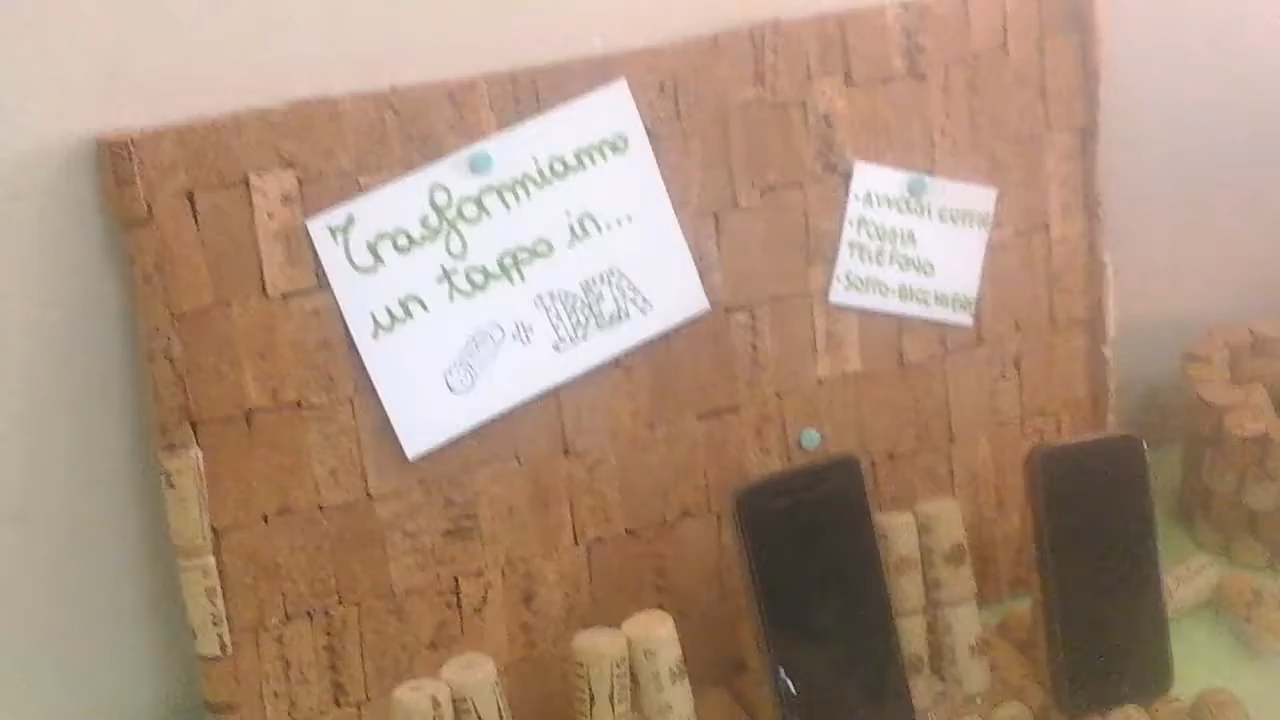 Trasformiamo
un tappo in...
+ IDEA
• POGGIA
TELEFONO
• SOTTO-BICCHIERE